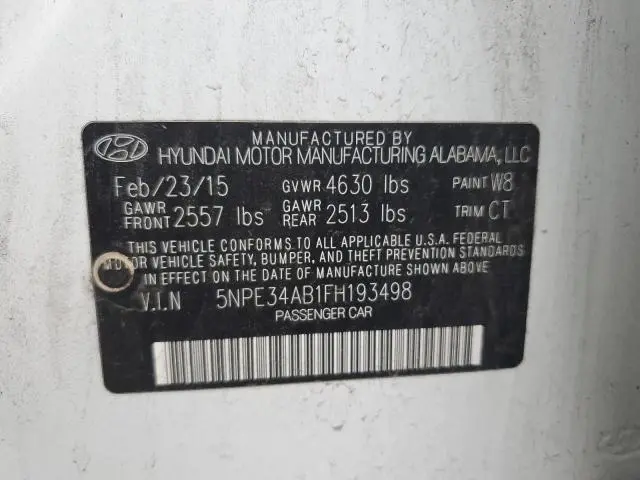 MANUFACTURED BY
HYUNDAI MOTOR MANUFACTURING ALABAMA, LLC
Feb/23/15 GVWR 4630 lbs PAINT W8
GAWR FRONT 2557 lbs GAWR REAR 2513 lbs TRIM CT
THIS VEHICLE CONFORMS TO ALL APPLICABLE U.S.A. FEDERAL
MOTOR VEHICLE SAFETY, BUMPER, AND THEFT PREVENTION STANDARDS
IN EFFECT ON THE DATE OF MANUFACTURE SHOWN ABOVE.
V.I.N 5NPE34AB1FH193498
PASSENGER CAR